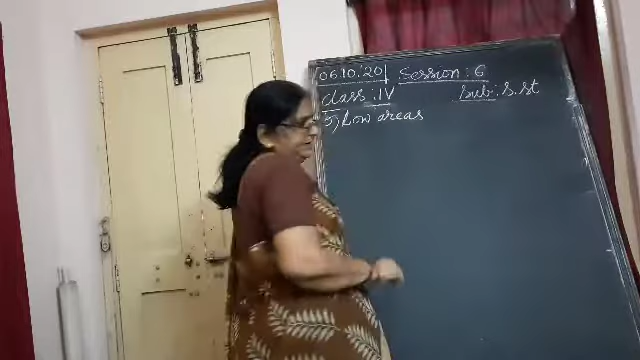 06.10.20 Session : 6
class : IV Sub : S.st
5) Low areas